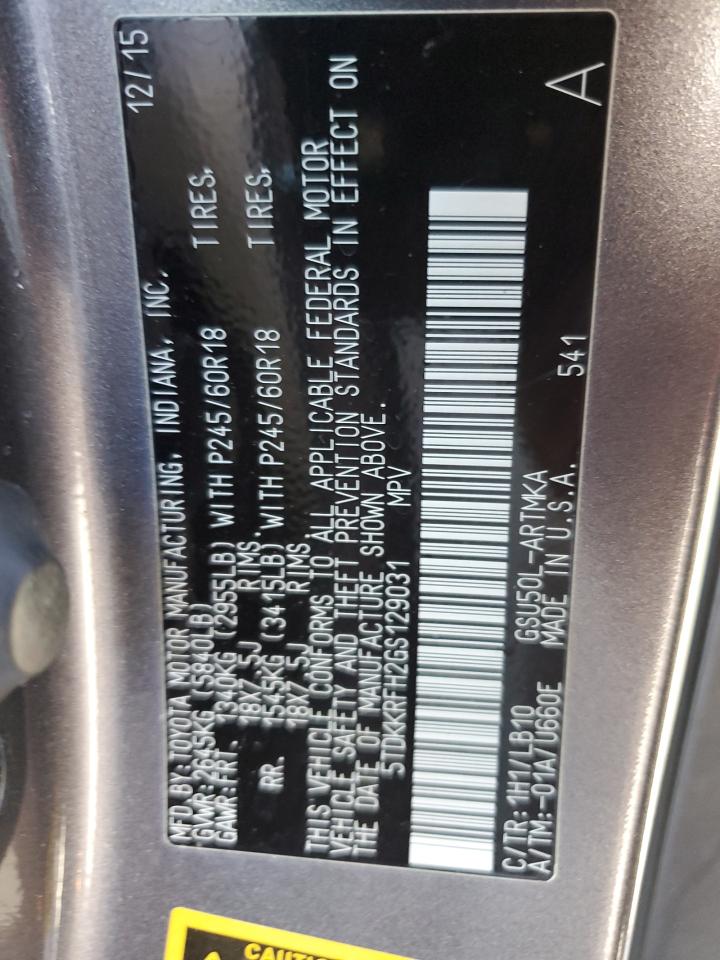 MFD.BY:TOYOTA MOTOR MANUFACTURING, INDIANA, INC. 12/15
GVWR:2645KG (5840LB)
GAWR:FRT. 1340KG (2955LB) WITH P245/60R18 TIRES,
18X7.5J RIMS.
RR. 1545KG (3415LB) WITH P245/60R18 TIRES,
18X7.5J RIMS.
THIS VEHICLE CONFORMS TO ALL APPLICABLE FEDERAL MOTOR
VEHICLE SAFETY AND THEFT PREVENTION STANDARDS IN EFFECT ON
THE DATE OF MANUFACTURE SHOWN ABOVE.
5TDKKRFH2GS129031 MPV
C/TR:1H1/LB10 GSU50L-ARTMKA 541 A
A/TM:-01A/U660E MADE IN U.S.A.